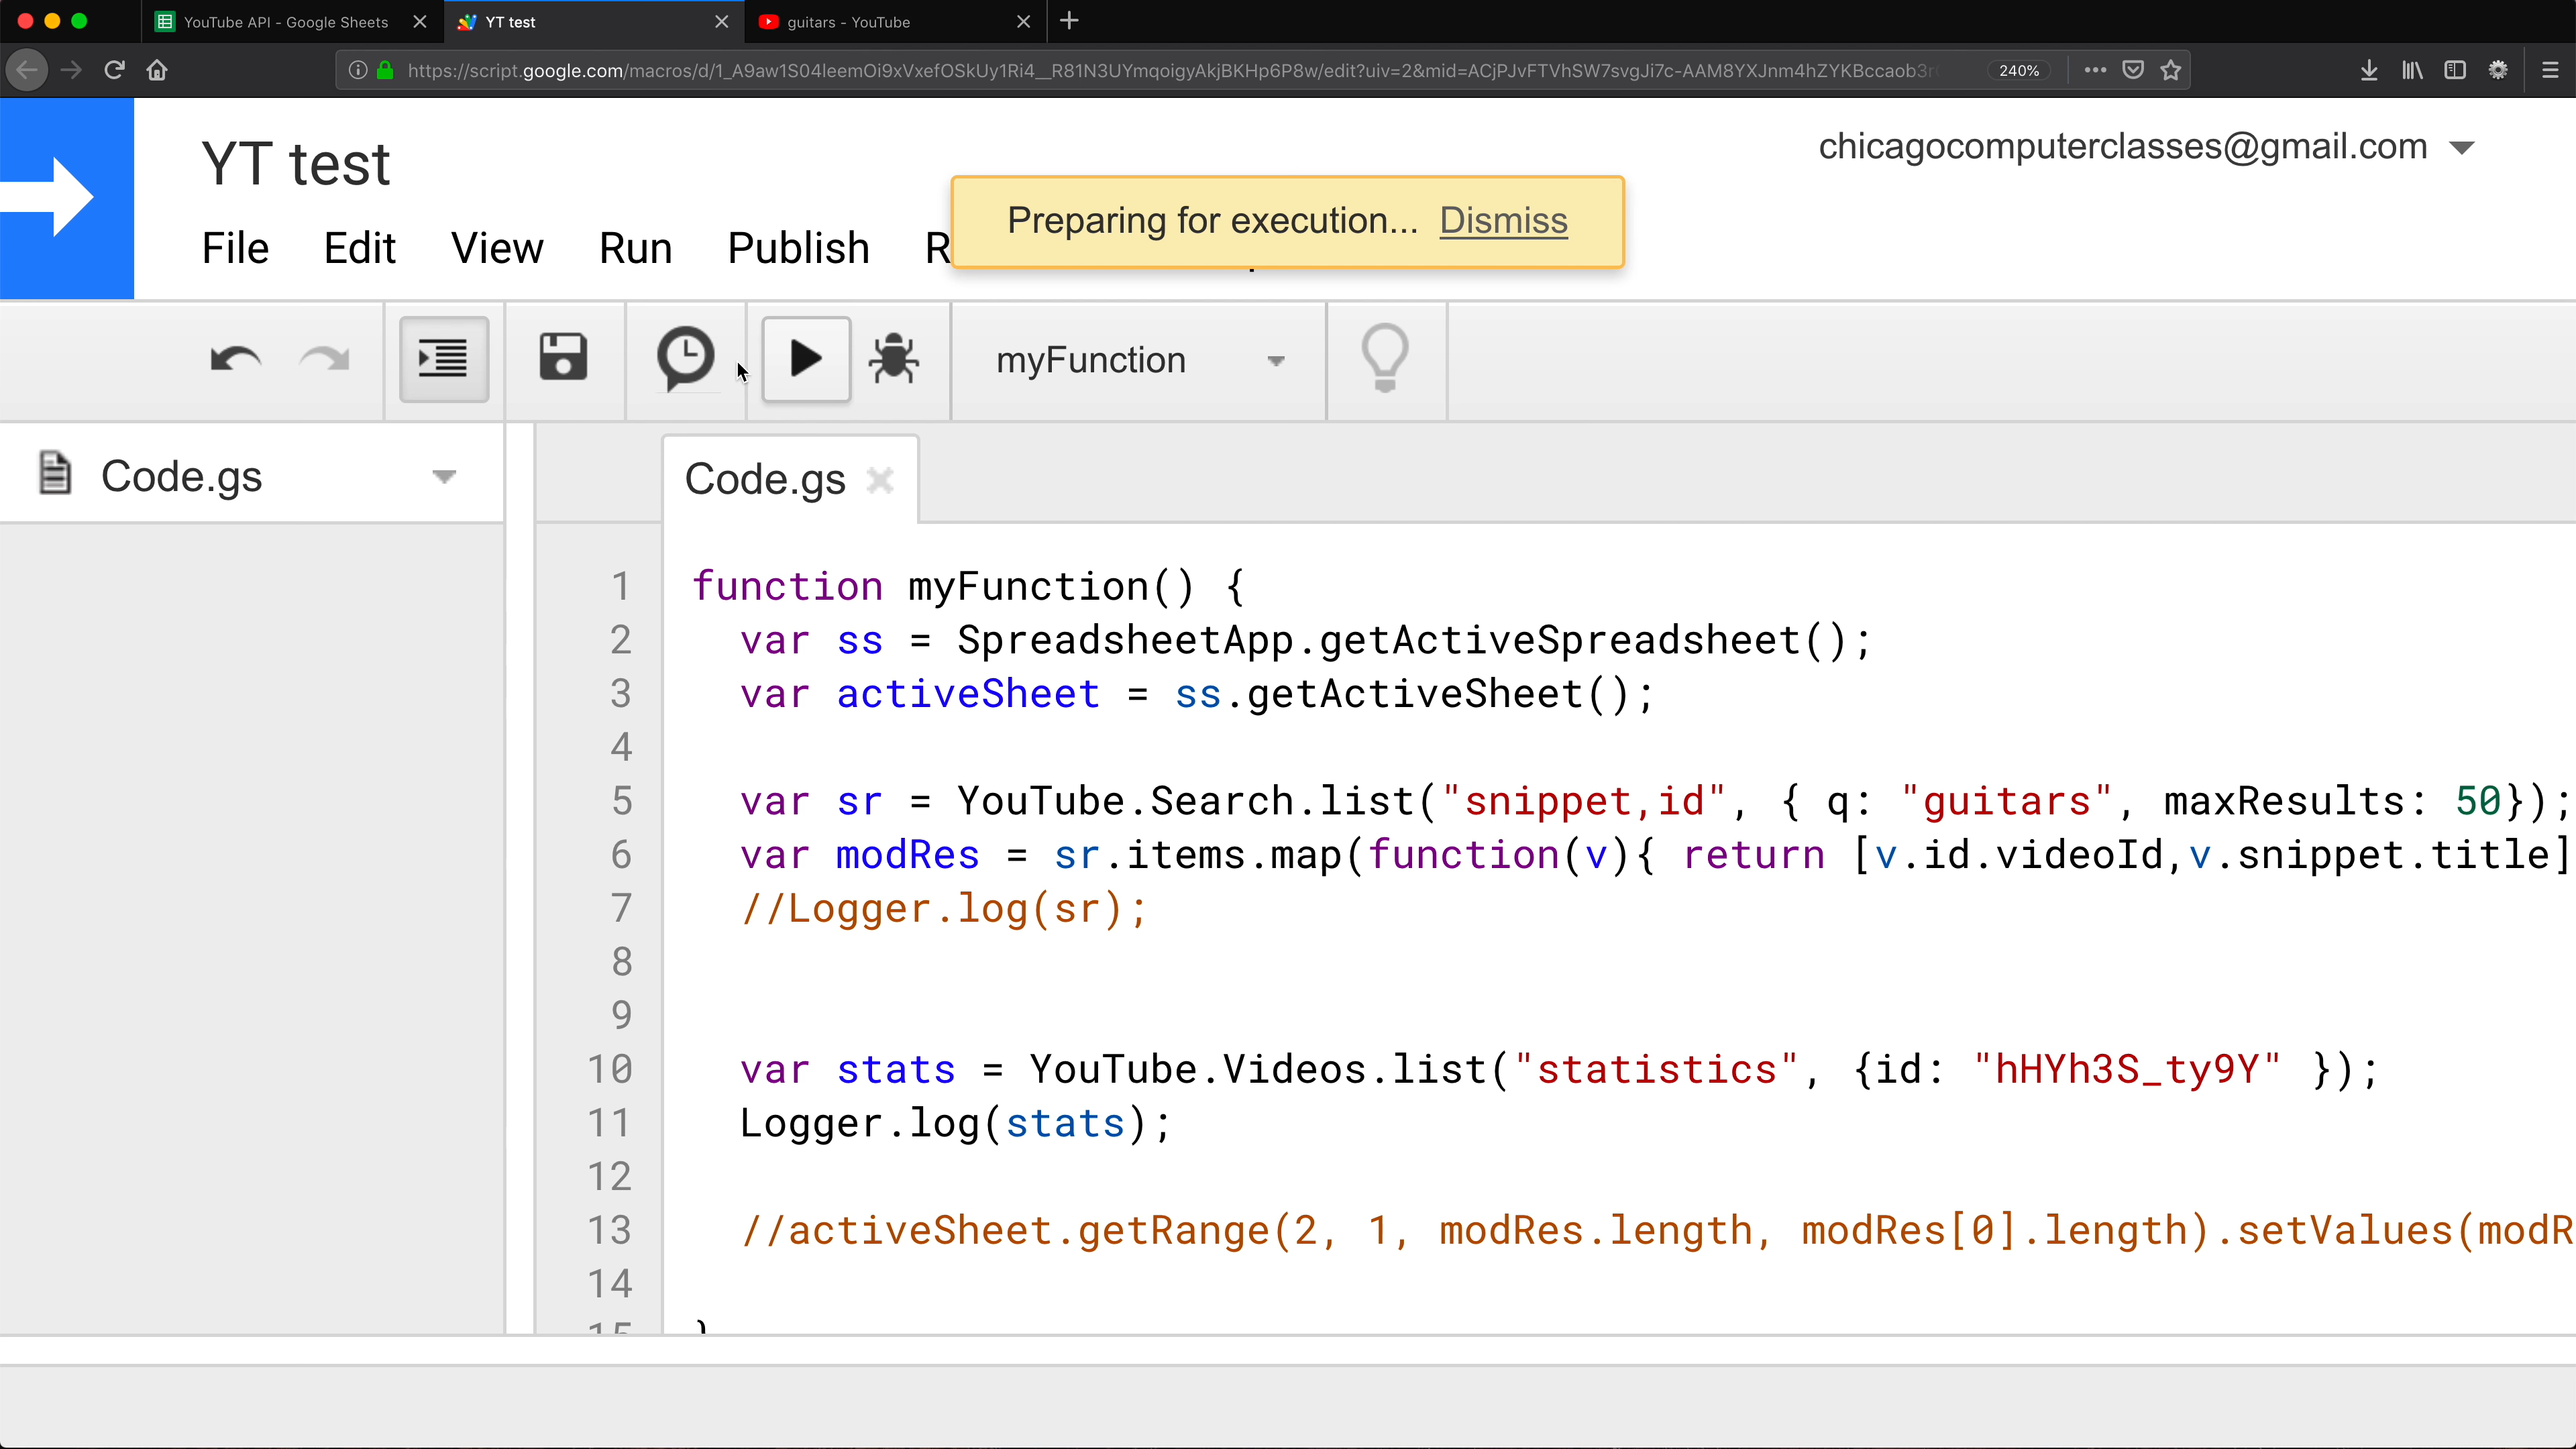 YouTube API - Google Sheets
YT test
guitars - YouTube
https://script.google.com/macros/d/1_A9aw1S04leemOi9xVxefOSkUy1Ri4__R81N3UYmqoigyAkjBKHp6P8w/edit?uiv=2&mid=ACjPJvFTVhSW7svgJi7c-AAM8YXJnm4hZYKBccaob3r
240%
YT test
chicagocomputerclasses@gmail.com
Preparing for execution... Dismiss
File Edit View Run Publish R
myFunction
Code.gs
Code.gs
1 function myFunction() {
2 var ss = SpreadsheetApp.getActiveSpreadsheet();
3 var activeSheet = ss.getActiveSheet();
4
5 var sr = YouTube.Search.list("snippet,id", { q: "guitars", maxResults: 50});
6 var modRes = sr.items.map(function(v){ return [v.id.videoId,v.snippet.title]
7 //Logger.log(sr);
8
9
10 var stats = YouTube.Videos.list("statistics", {id: "hHYh3S_ty9Y" });
11 Logger.log(stats);
12
13 //activeSheet.getRange(2, 1, modRes.length, modRes[0].length).setValues(modR
14
15 }